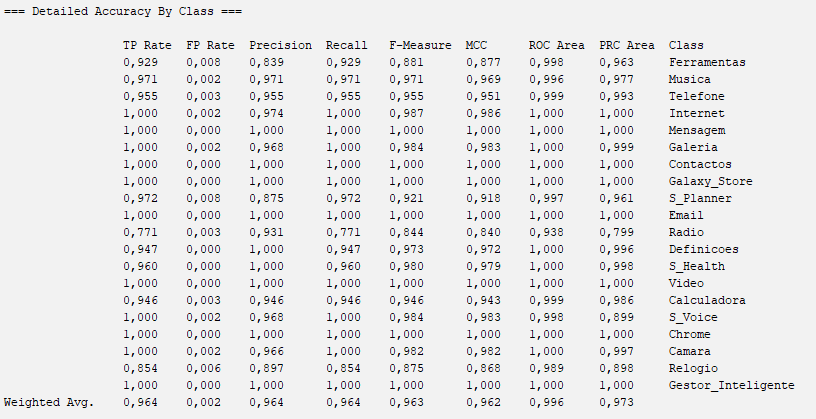 === Detailed Accuracy By Class ===
TP Rate FP Rate Precision Recall F-Measure MCC ROC Area PRC Area Class
0,929 0,008 0,839 0,929 0,881 0,877 0,998 0,963 Ferramentas
0,971 0,002 0,971 0,971 0,971 0,969 0,996 0,977 Musica
0,955 0,003 0,955 0,955 0,955 0,951 0,999 0,993 Telefone
1,000 0,002 0,974 1,000 0,987 0,986 1,000 1,000 Internet
1,000 0,000 1,000 1,000 1,000 1,000 1,000 1,000 Mensagem
1,000 0,002 0,968 1,000 0,984 0,983 1,000 0,999 Galeria
1,000 0,000 1,000 1,000 1,000 1,000 1,000 1,000 Contactos
1,000 0,000 1,000 1,000 1,000 1,000 1,000 1,000 Galaxy_Store
0,972 0,008 0,875 0,972 0,921 0,918 0,997 0,961 S_Planner
1,000 0,000 1,000 1,000 1,000 1,000 1,000 1,000 Email
0,771 0,003 0,931 0,771 0,844 0,840 0,938 0,799 Radio
0,947 0,000 1,000 0,947 0,973 0,972 1,000 0,996 Definicoes
0,960 0,000 1,000 0,960 0,980 0,979 1,000 0,998 S_Health
1,000 0,000 1,000 1,000 1,000 1,000 1,000 1,000 Video
0,946 0,003 0,946 0,946 0,946 0,943 0,999 0,986 Calculadora
1,000 0,002 0,968 1,000 0,984 0,983 0,998 0,899 S_Voice
1,000 0,000 1,000 1,000 1,000 1,000 1,000 1,000 Chrome
1,000 0,002 0,966 1,000 0,982 0,982 1,000 0,997 Camara
0,854 0,006 0,897 0,854 0,875 0,868 0,989 0,898 Relogio
1,000 0,000 1,000 1,000 1,000 1,000 1,000 1,000 Gestor_Inteligente
Weighted Avg. 0,964 0,002 0,964 0,964 0,963 0,962 0,996 0,973